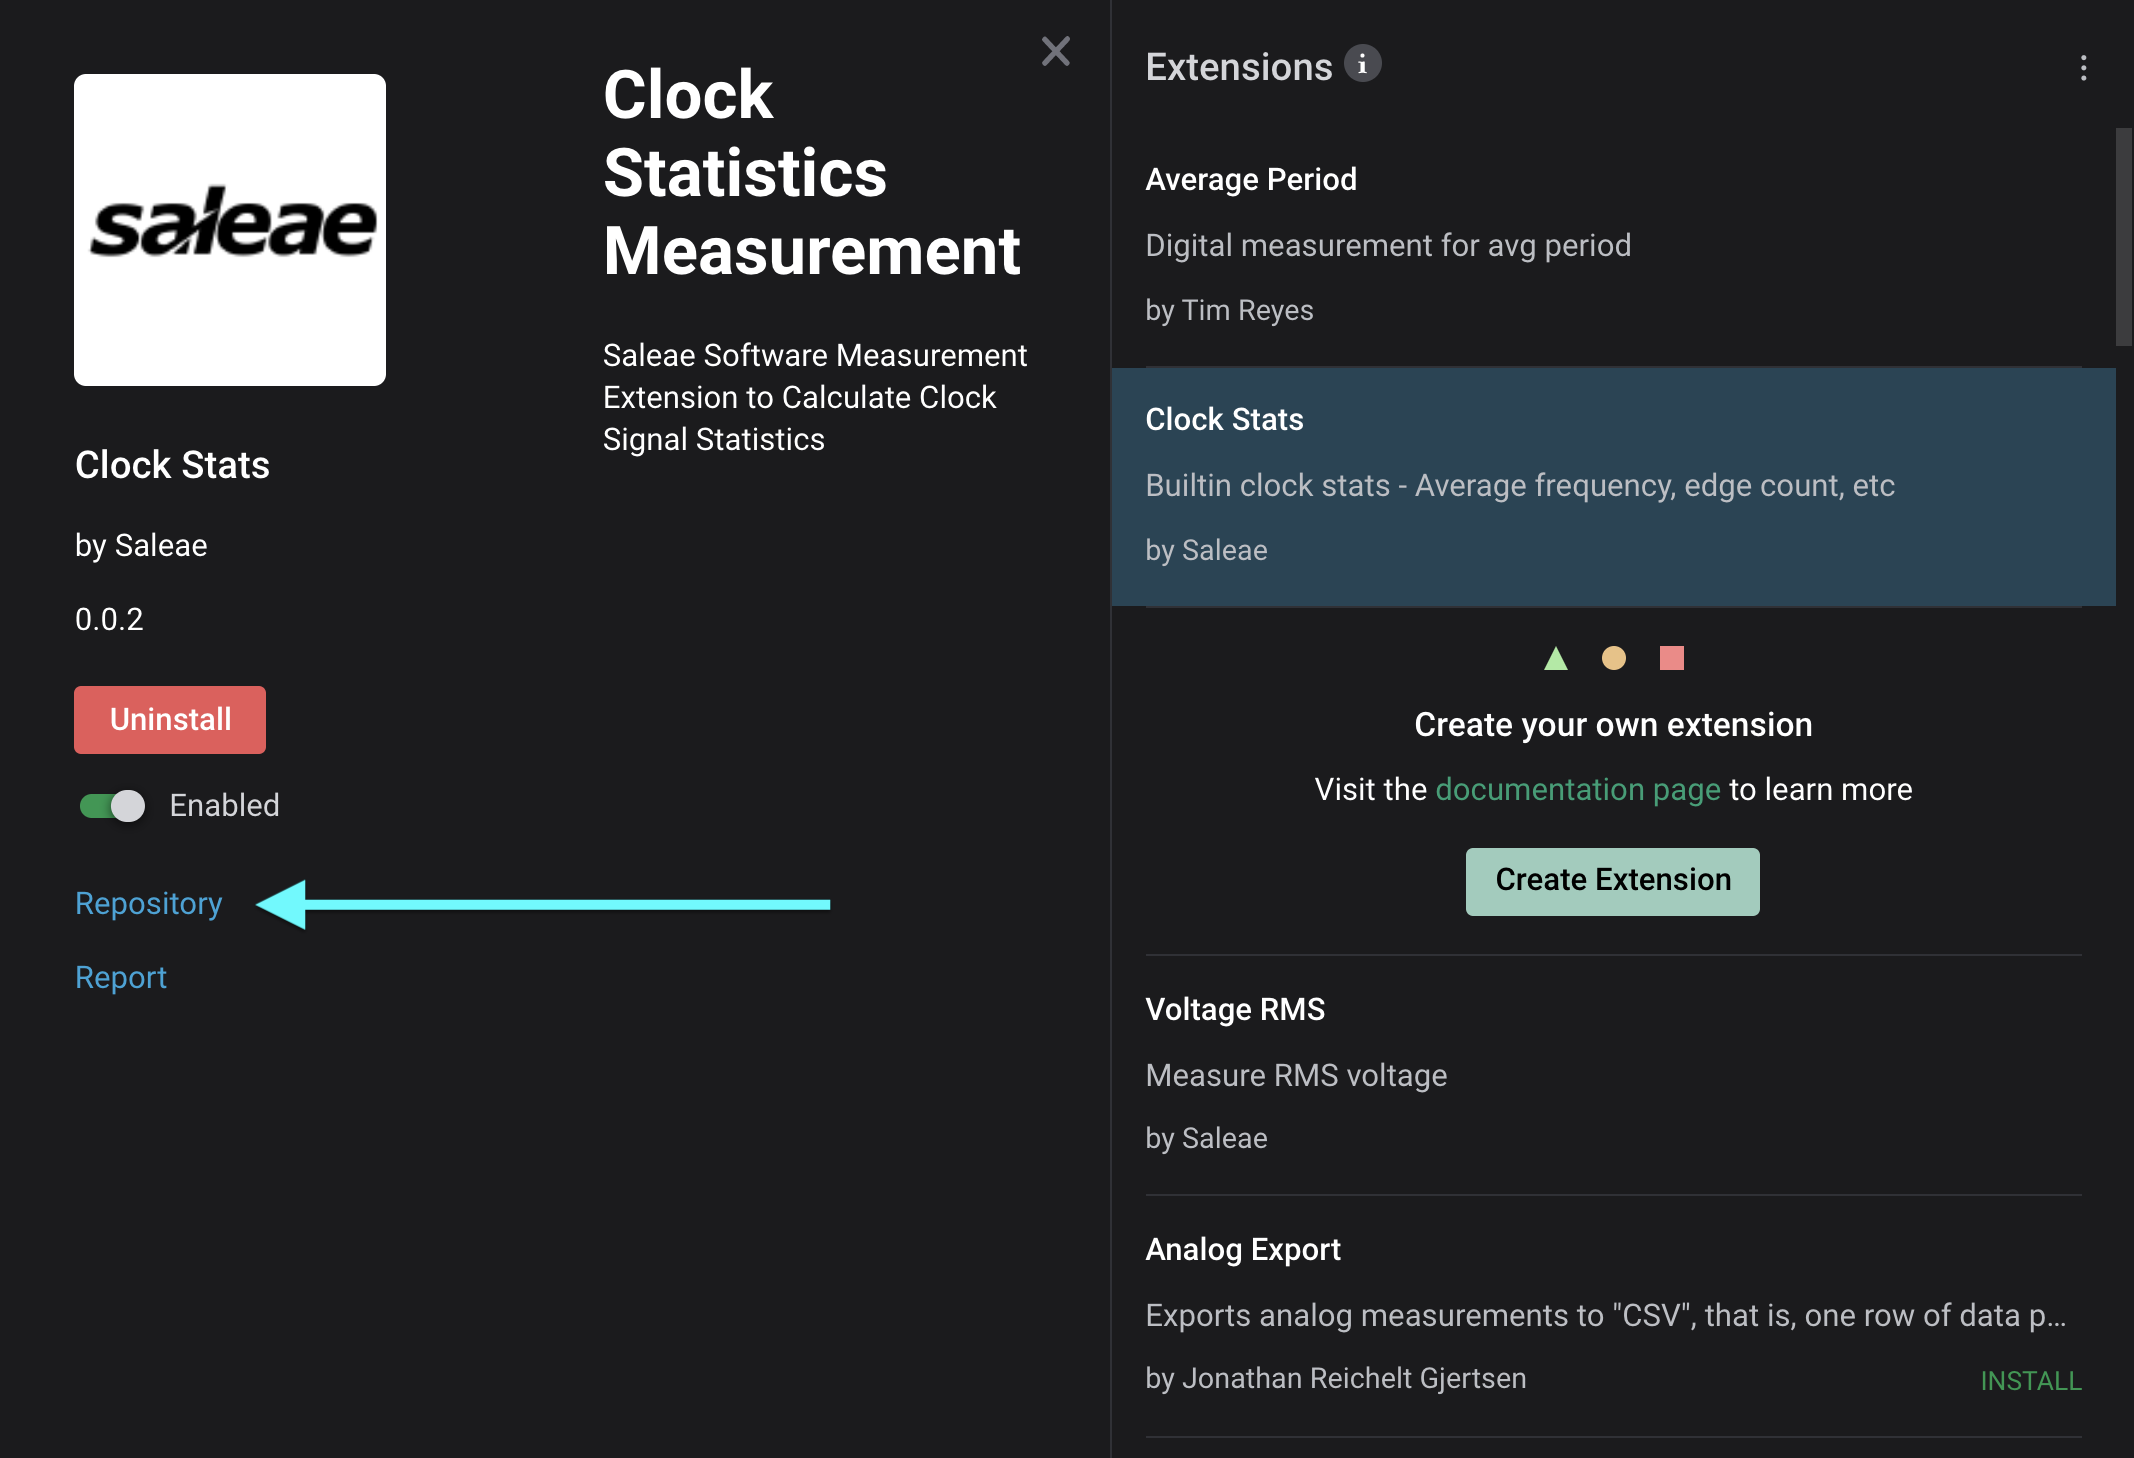 saleae
Clock Stats
by Saleae
0.0.2
Uninstall
Enabled
Repository
Report
Clock
Statistics
Measurement
Saleae Software Measurement
Extension to Calculate Clock
Signal Statistics
Extensions i
Average Period
Digital measurement for avg period
by Tim Reyes
Clock Stats
Builtin clock stats - Average frequency, edge count, etc
by Saleae
Create your own extension
Visit the documentation page to learn more
Create Extension
Voltage RMS
Measure RMS voltage
by Saleae
Analog Export
Exports analog measurements to "CSV", that is, one row of data p...
by Jonathan Reichelt Gjertsen
INSTALL